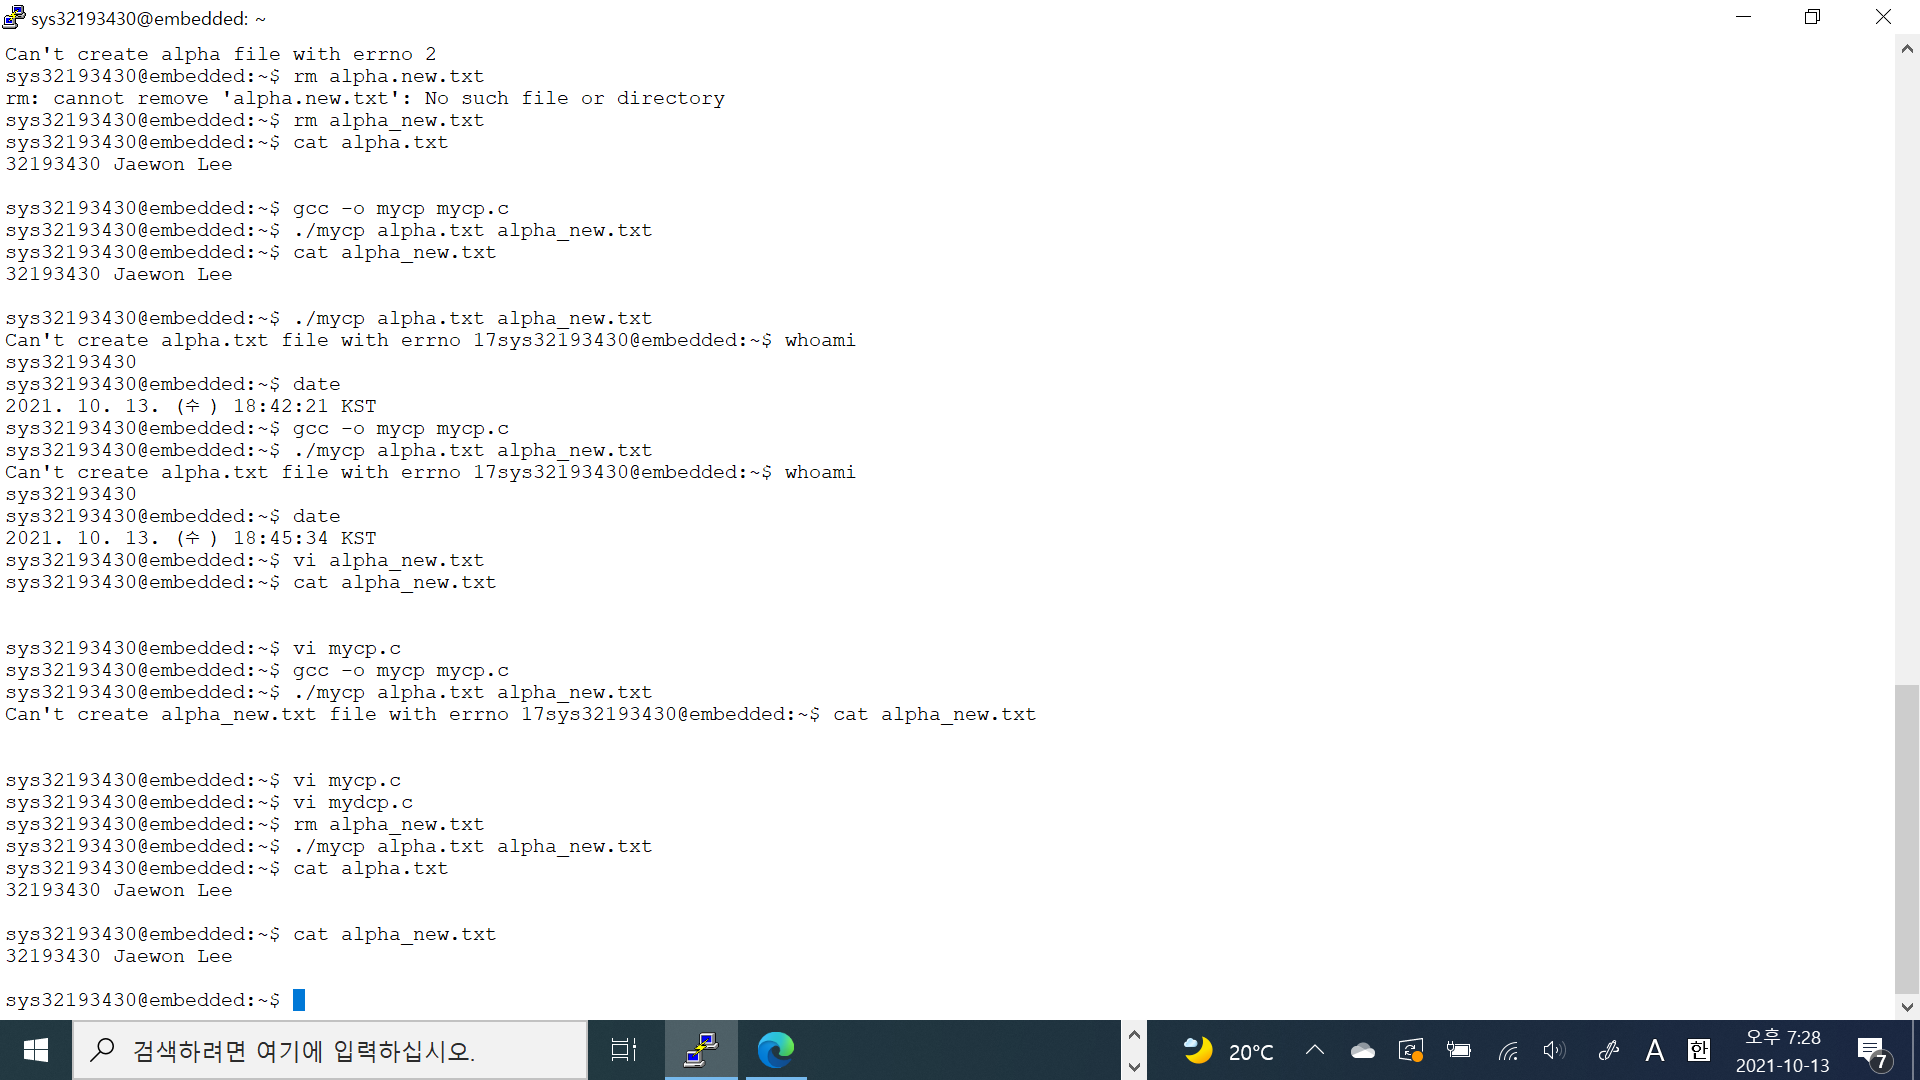 sys32193430@embedded: ~
Can't create alpha file with errno 2
sys32193430@embedded:~$ rm alpha.new.txt
rm: cannot remove 'alpha.new.txt': No such file or directory
sys32193430@embedded:~$ rm alpha_new.txt
sys32193430@embedded:~$ cat alpha.txt
32193430 Jaewon Lee
sys32193430@embedded:~$ gcc -o mycp mycp.c
sys32193430@embedded:~$ ./mycp alpha.txt alpha_new.txt
sys32193430@embedded:~$ cat alpha_new.txt
32193430 Jaewon Lee
sys32193430@embedded:~$ ./mycp alpha.txt alpha_new.txt
Can't create alpha.txt file with errno 17sys32193430@embedded:~$ whoami
sys32193430
sys32193430@embedded:~$ date
2021. 10. 13. (수 ) 18:42:21 KST
sys32193430@embedded:~$ gcc -o mycp mycp.c
sys32193430@embedded:~$ ./mycp alpha.txt alpha_new.txt
Can't create alpha.txt file with errno 17sys32193430@embedded:~$ whoami
sys32193430
sys32193430@embedded:~$ date
2021. 10. 13. (수 ) 18:45:34 KST
sys32193430@embedded:~$ vi alpha_new.txt
sys32193430@embedded:~$ cat alpha_new.txt
sys32193430@embedded:~$ vi mycp.c
sys32193430@embedded:~$ gcc -o mycp mycp.c
sys32193430@embedded:~$ ./mycp alpha.txt alpha_new.txt
Can't create alpha_new.txt file with errno 17sys32193430@embedded:~$ cat alpha_new.txt
sys32193430@embedded:~$ vi mycp.c
sys32193430@embedded:~$ vi mydcp.c
sys32193430@embedded:~$ rm alpha_new.txt
sys32193430@embedded:~$ ./mycp alpha.txt alpha_new.txt
sys32193430@embedded:~$ cat alpha.txt
32193430 Jaewon Lee
sys32193430@embedded:~$ cat alpha_new.txt
32193430 Jaewon Lee
sys32193430@embedded:~$
검색하려면 여기에 입력하십시오.
20°C
A
한
오후 7:28
2021-10-13
7